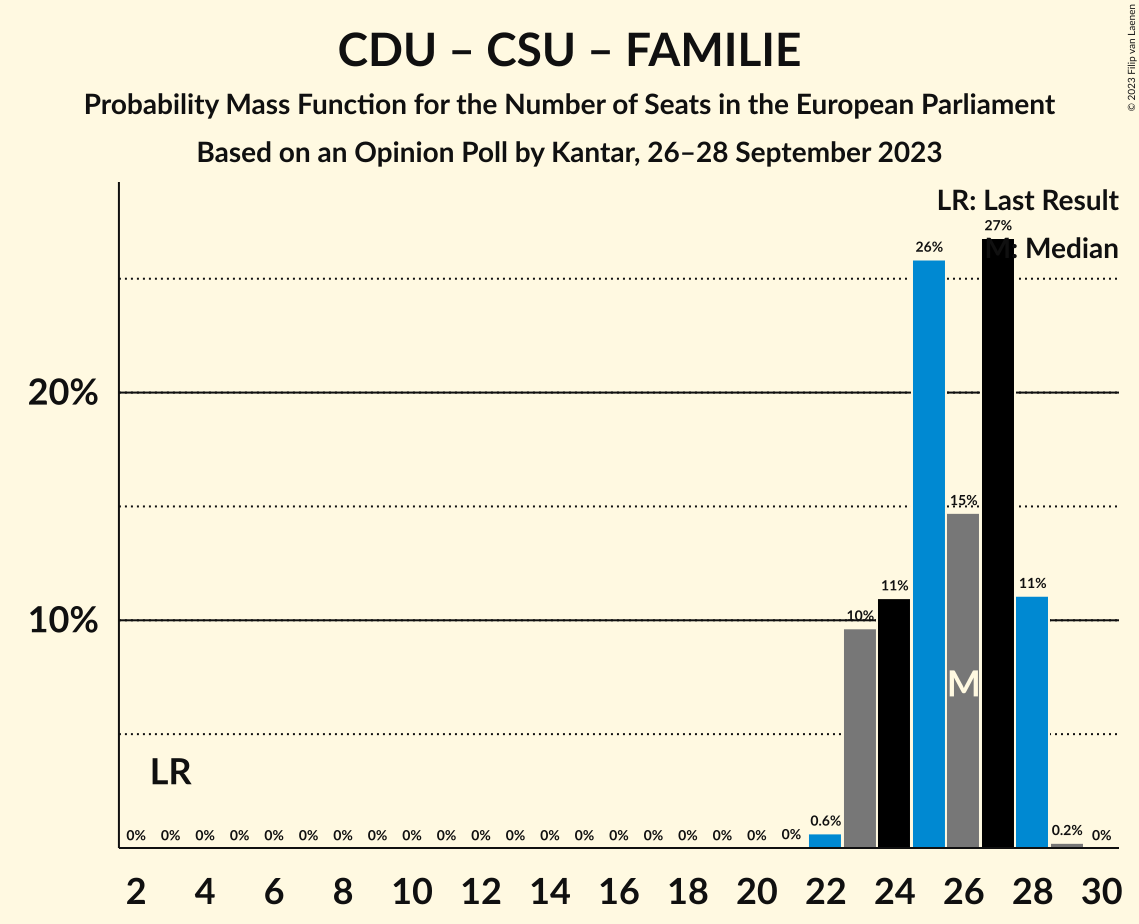 CDU – CSU – FAMILIE
Probability Mass Function for the Number of Seats in the European Parliament
Based on an Opinion Poll by Kantar, 26–28 September 2023
© 2023 Filip van Laenen
LR: Last Result
M: Median
27%
26%
20%
15%
11%
11%
10%
10%
M
LR
0% 0% 0% 0% 0% 0% 0% 0% 0% 0% 0% 0% 0% 0% 0% 0% 0% 0% 0% 0% 0.6% 0.2% 0%
2 4 6 8 10 12 14 16 18 20 22 24 26 28 30